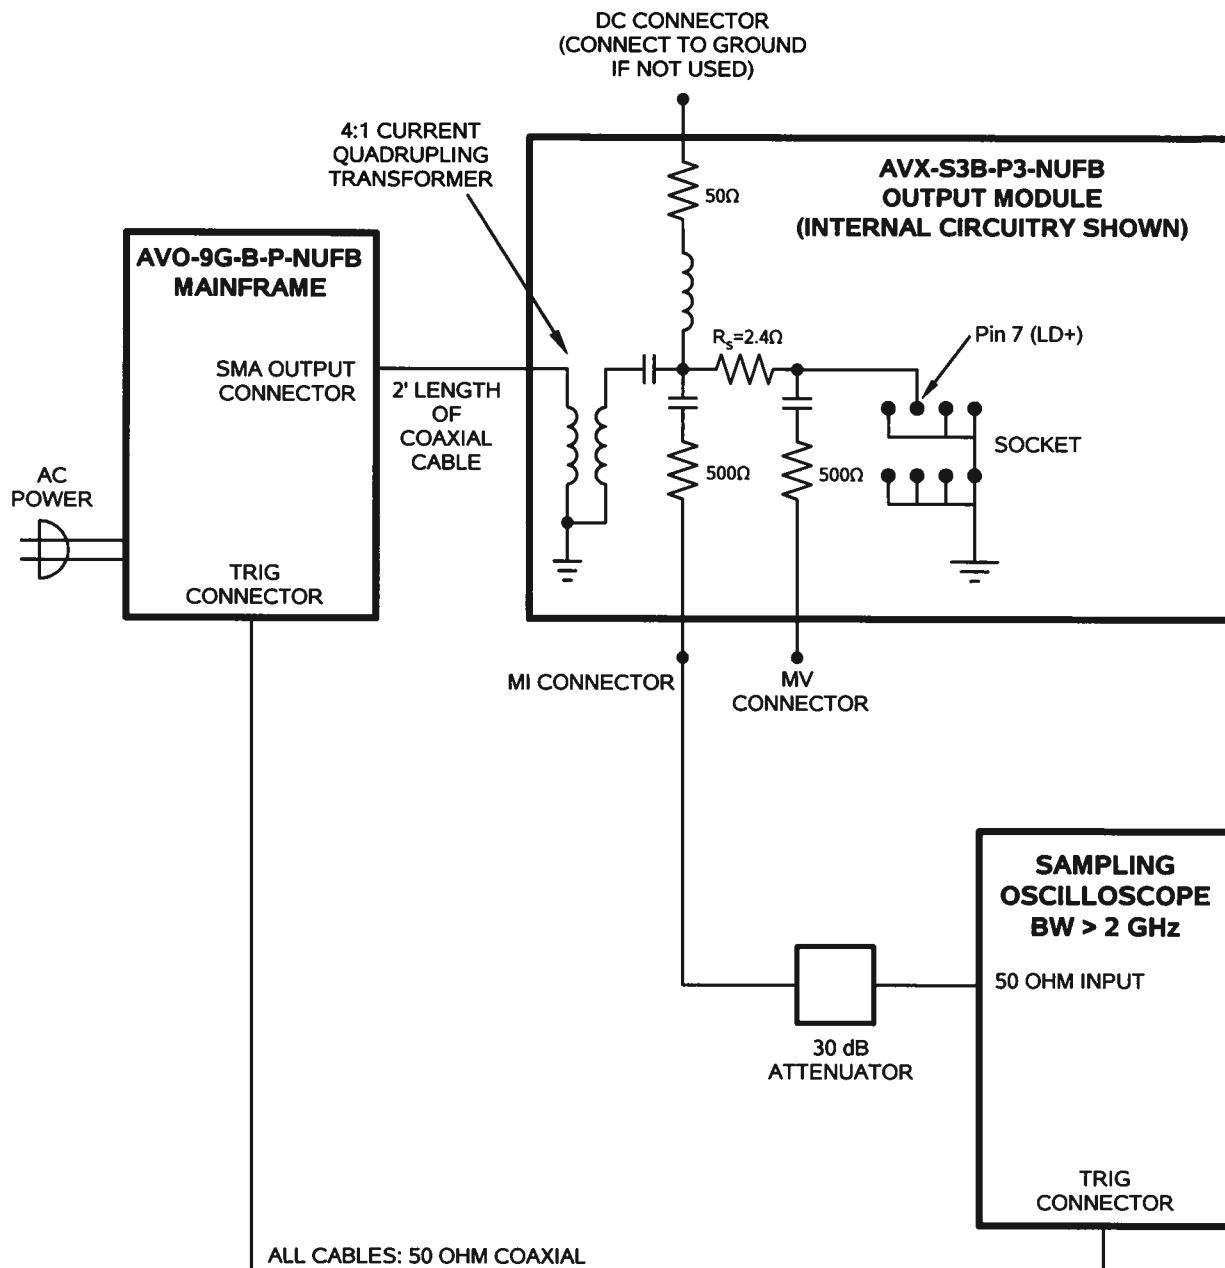 DC CONNECTOR
(CONNECT TO GROUND
IF NOT USED)
4:1 CURRENT
QUADRUPLING
TRANSFORMER
AVX-S3B-P3-NUFB
OUTPUT MODULE
(INTERNAL CIRCUITRY SHOWN)
50Ω
AVO-9G-B-P-NUFB
MAINFRAME
Rs=2.4Ω
Pin 7 (LD+)
SMA OUTPUT
CONNECTOR
2' LENGTH
OF
COAXIAL
CABLE
SOCKET
500Ω
500Ω
AC
POWER
TRIG
CONNECTOR
MI CONNECTOR
MV
CONNECTOR
SAMPLING
OSCILLOSCOPE
BW > 2 GHz
50 OHM INPUT
30 dB
ATTENUATOR
TRIG
CONNECTOR
ALL CABLES: 50 OHM COAXIAL